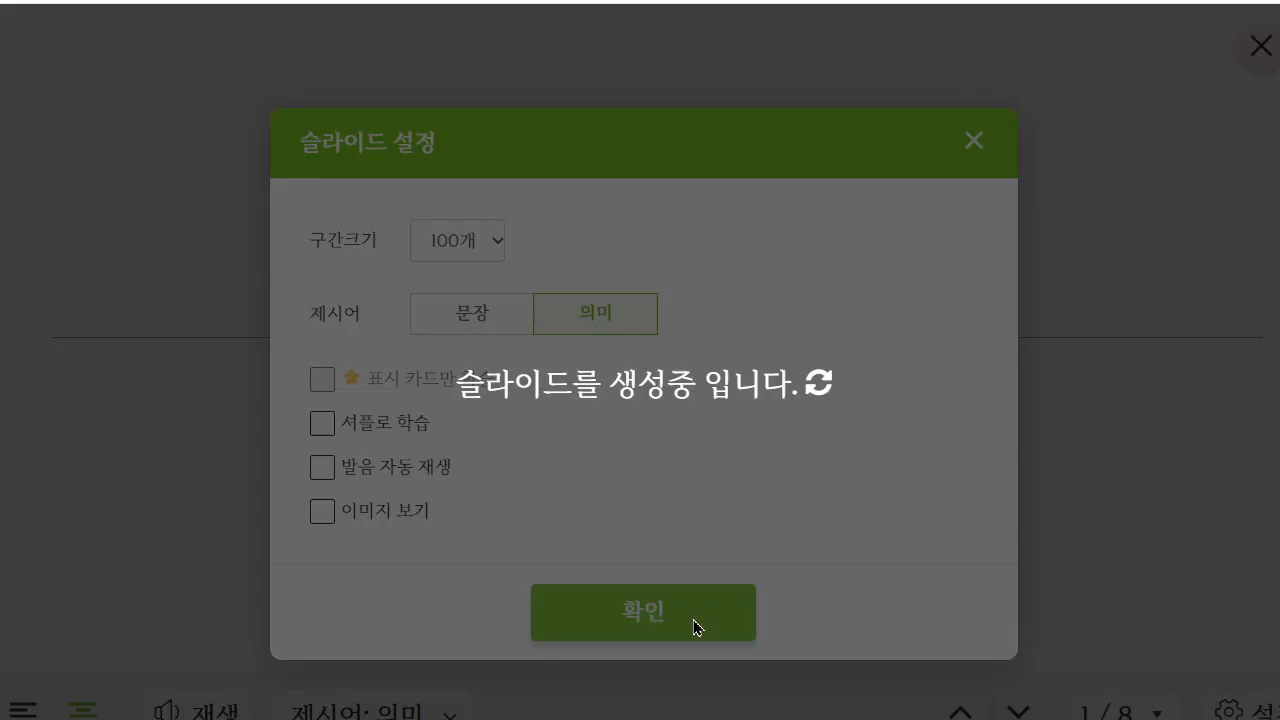 슬라이드 설정
구간크기 100개
제시어 문장 의미
표시 카드만
슬라이드를 생성중 입니다.
셔플로 학습
발음 자동 재생
이미지 보기
확인
재생 제시어: 의미 1 / 8